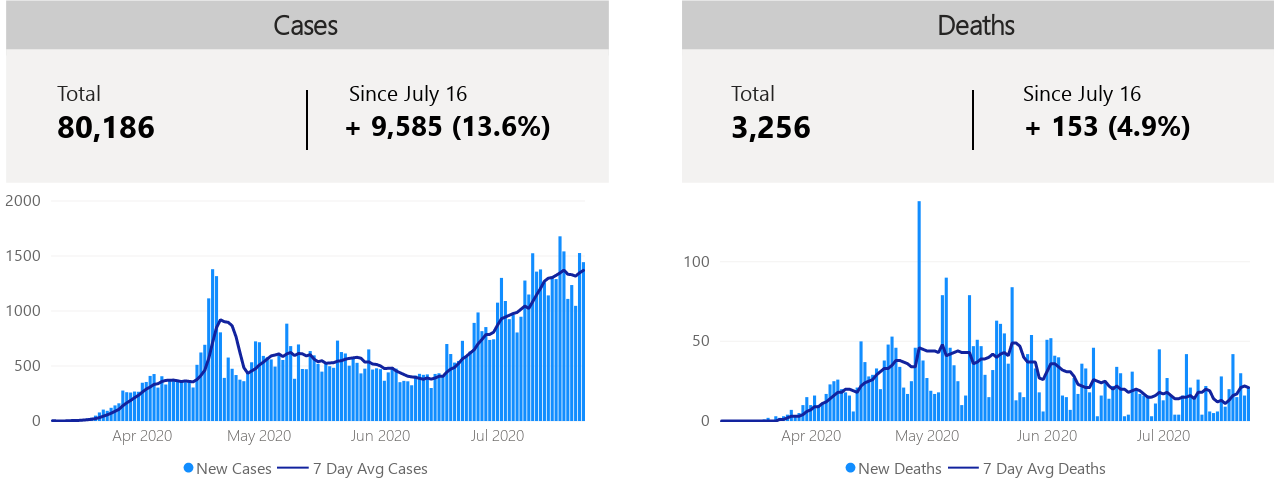 Cases
Total
80,186
Since July 16
+ 9,585 (13.6%)
2000
1500
1000
500
0
Apr 2020
May 2020
Jun 2020
Jul 2020
New Cases
7 Day Avg Cases
Deaths
Total
3,256
Since July 16
+ 153 (4.9%)
100
50
0
Apr 2020
May 2020
Jun 2020
Jul 2020
New Deaths
7 Day Avg Deaths